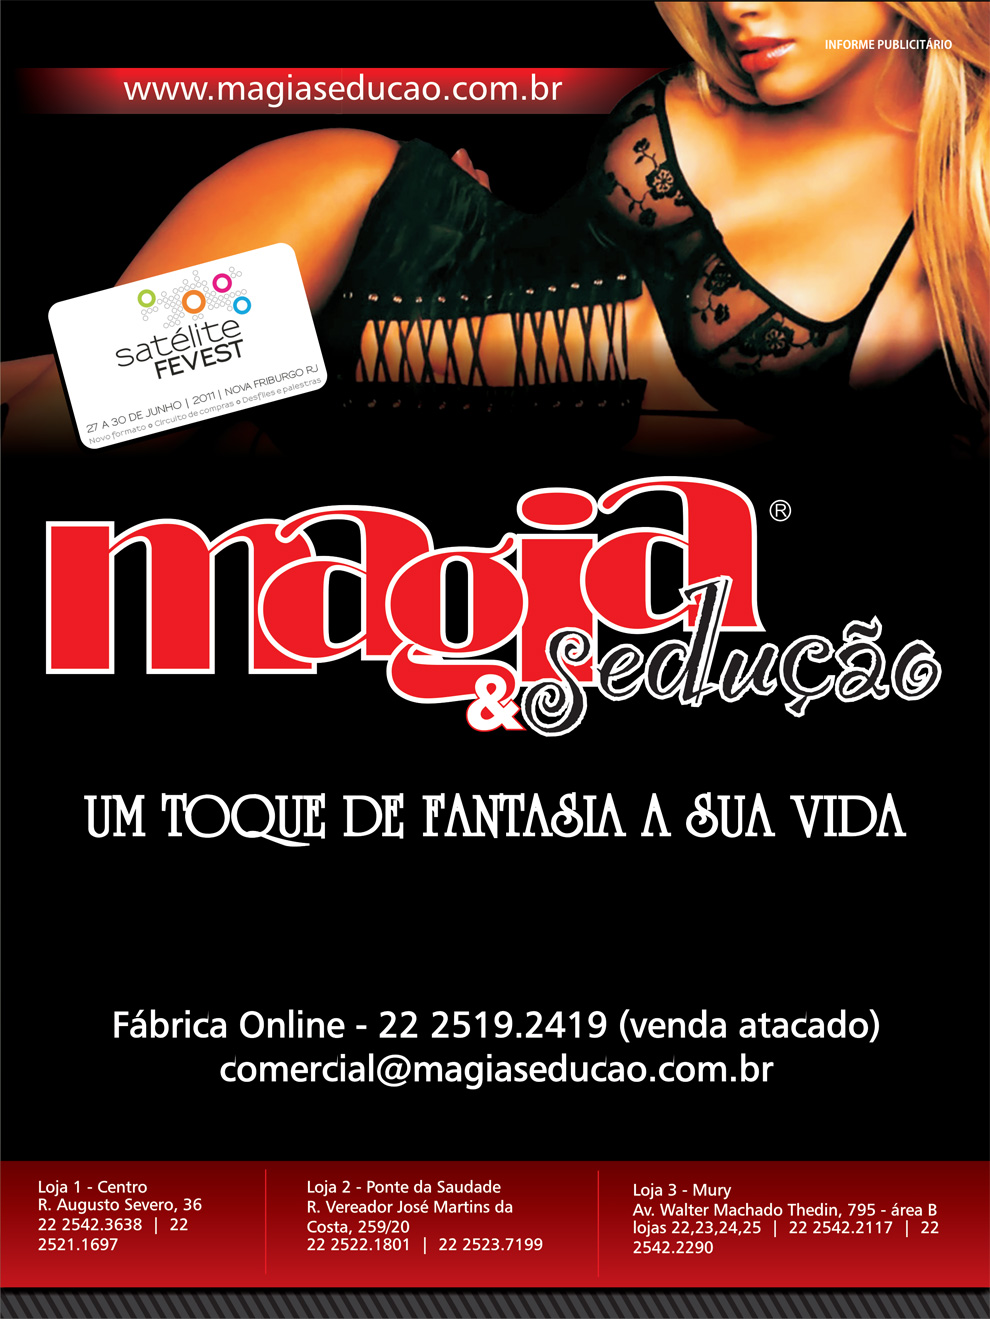 INFORME PUBLICITÁRIO
www.magiaseducao.com.br
satélite
FEVEST
27 A 30 DE JUNHO | 2011 | NOVA FRIBURGO RJ
Novo formato • Circuito de compras • Desfiles e palestras
magia ®
& Sedução
UM TOQUE DE FANTASIA A SUA VIDA
Fábrica Online - 22 2519.2419 (venda atacado)
comercial@magiaseducao.com.br
Loja 1 - Centro
R. Augusto Severo, 36
22 2542.3638 | 22
2521.1697
Loja 2 - Ponte da Saudade
R. Vereador José Martins da
Costa, 259/20
22 2522.1801 | 22 2523.7199
Loja 3 - Mury
Av. Walter Machado Thedin, 795 - área B
lojas 22,23,24,25 | 22 2542.2117 | 22
2542.2290